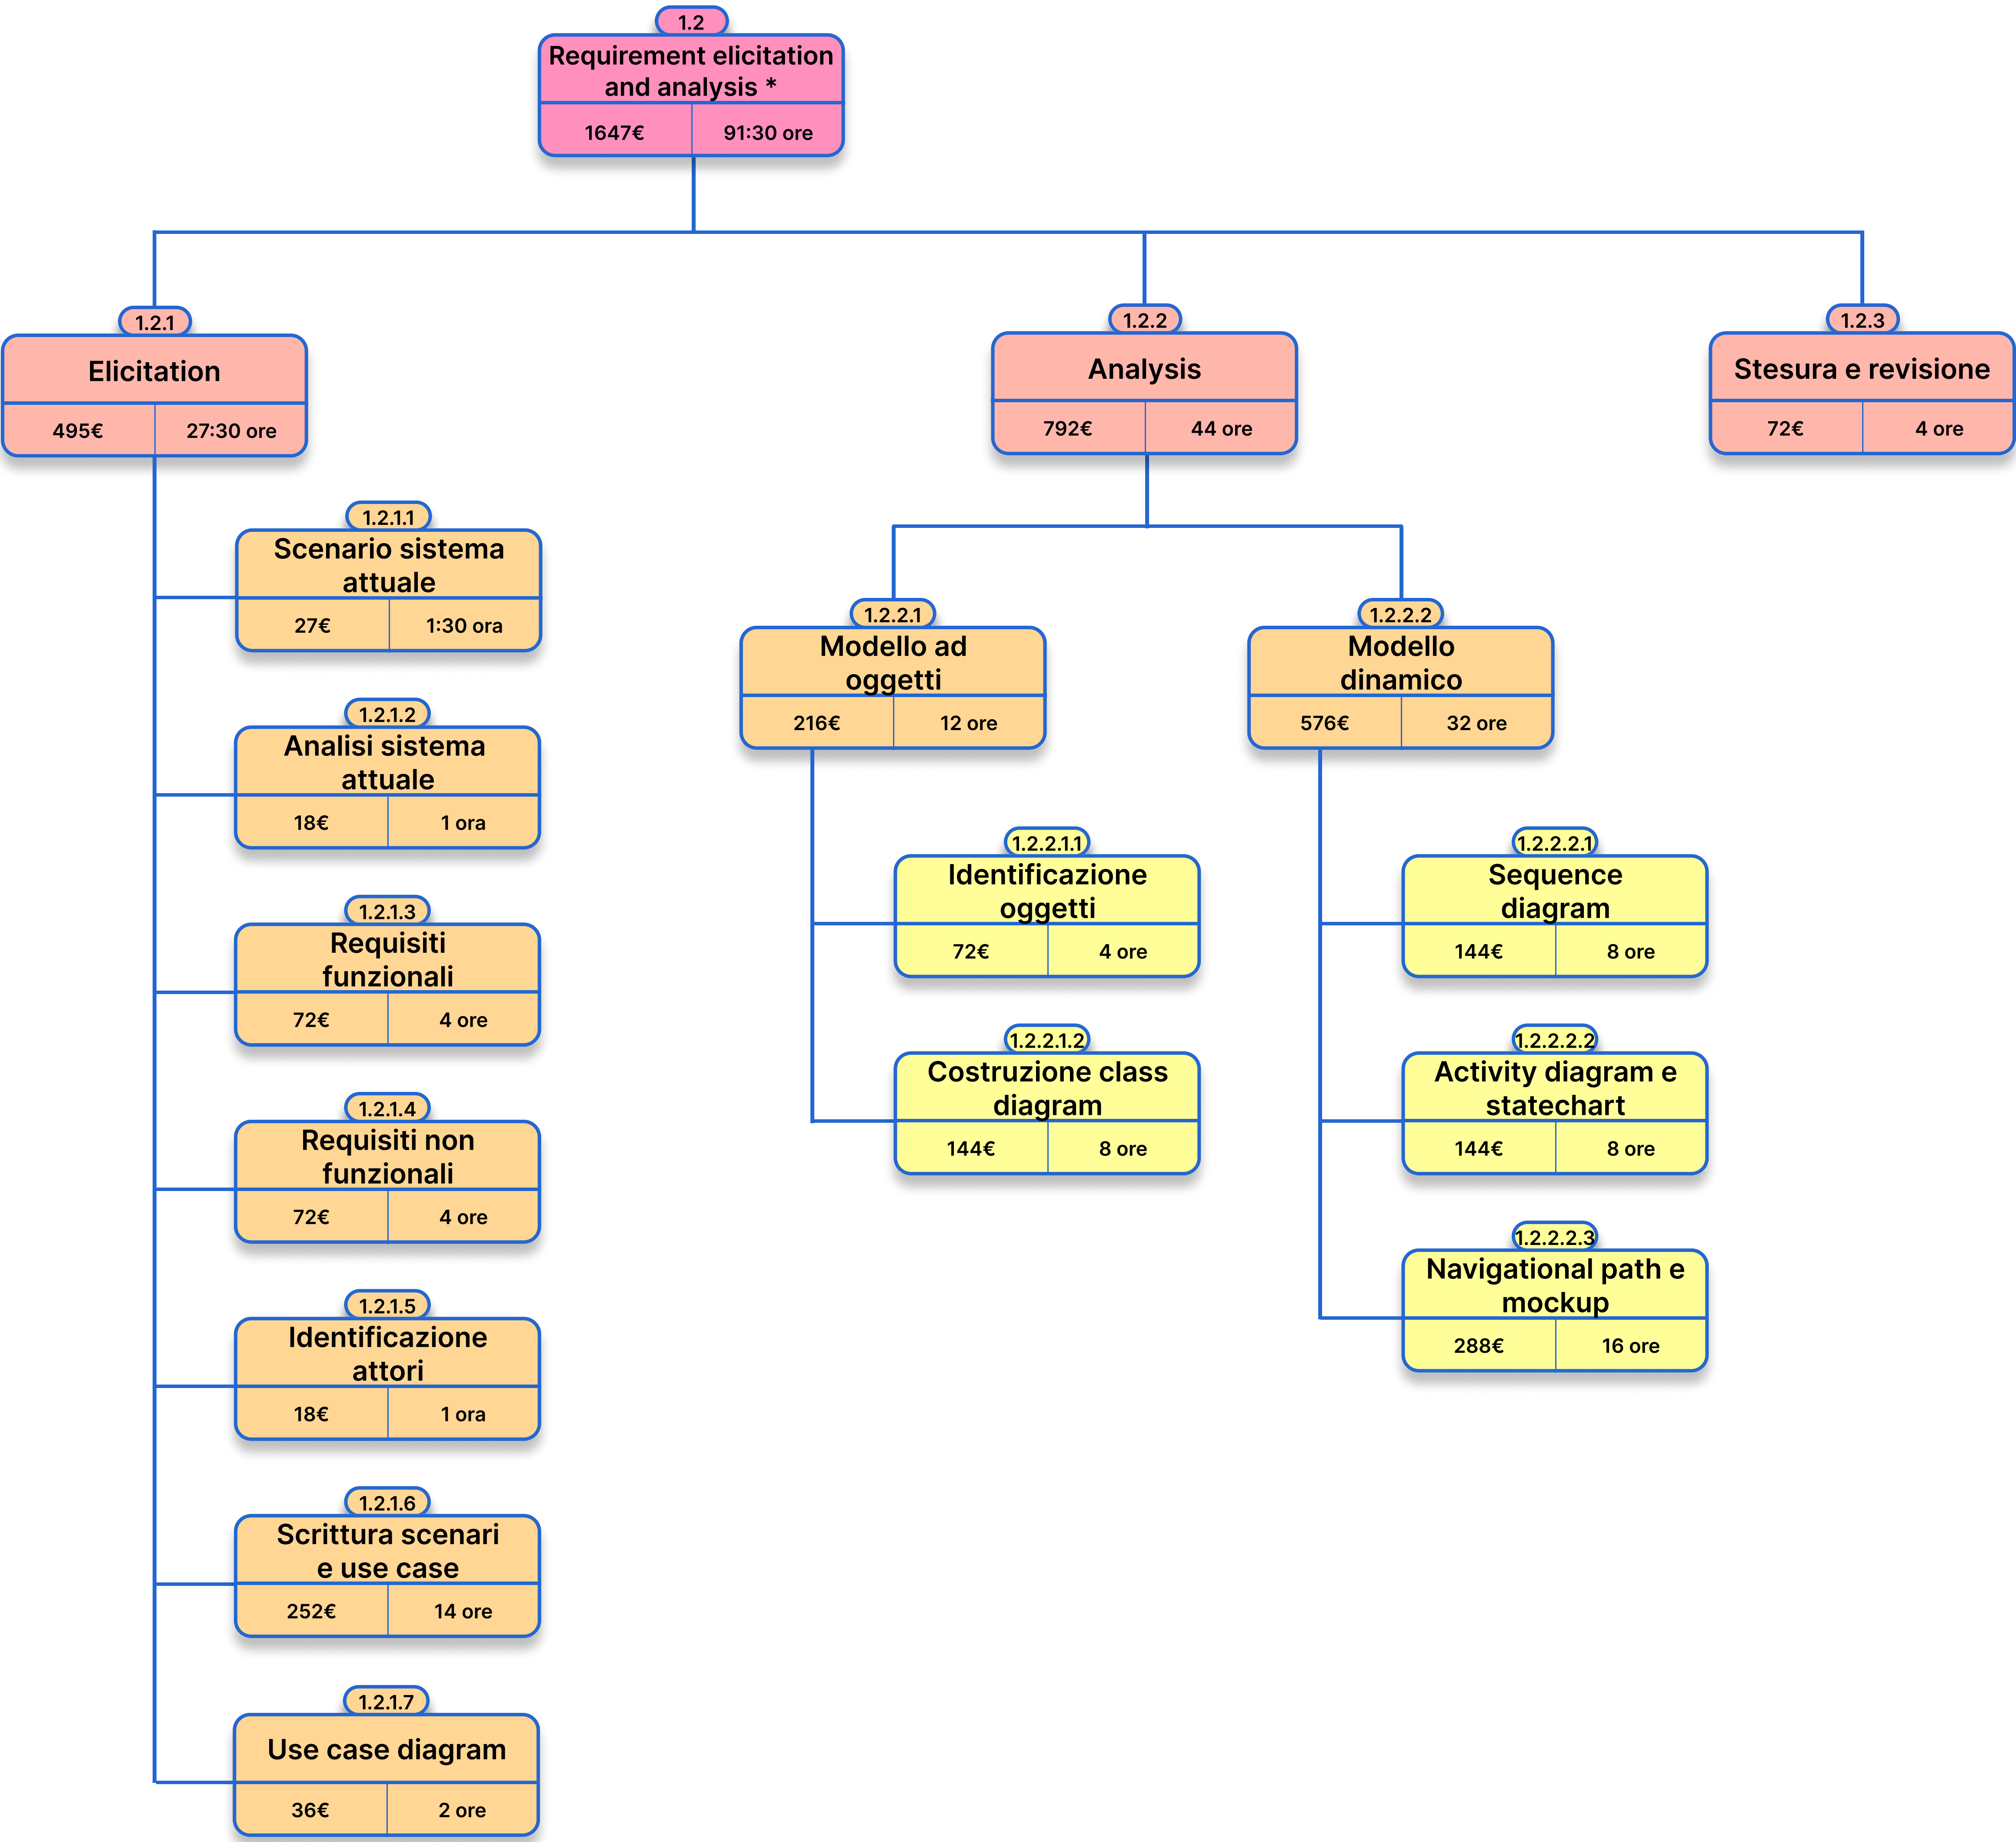 1.2
Requirement elicitation
and analysis *
1647€
91:30 ore
1.2.1
Elicitation
495€
27:30 ore
1.2.1.1
Scenario sistema
attuale
27€
1:30 ora
1.2.1.2
Analisi sistema
attuale
18€
1 ora
1.2.1.3
Requisiti
funzionali
72€
4 ore
1.2.1.4
Requisiti non
funzionali
72€
4 ore
1.2.1.5
Identificazione
attori
18€
1 ora
1.2.1.6
Scrittura scenari
e use case
252€
14 ore
1.2.1.7
Use case diagram
36€
2 ore
1.2.2
Analysis
792€
44 ore
1.2.2.1
Modello ad
oggetti
216€
12 ore
1.2.2.1.1
Identificazione
oggetti
72€
4 ore
1.2.2.1.2
Costruzione class
diagram
144€
8 ore
1.2.2.2
Modello
dinamico
576€
32 ore
1.2.2.2.1
Sequence
diagram
144€
8 ore
1.2.2.2.2
Activity diagram e
statechart
144€
8 ore
1.2.2.2.3
Navigational path e
mockup
288€
16 ore
1.2.3
Stesura e revisione
72€
4 ore